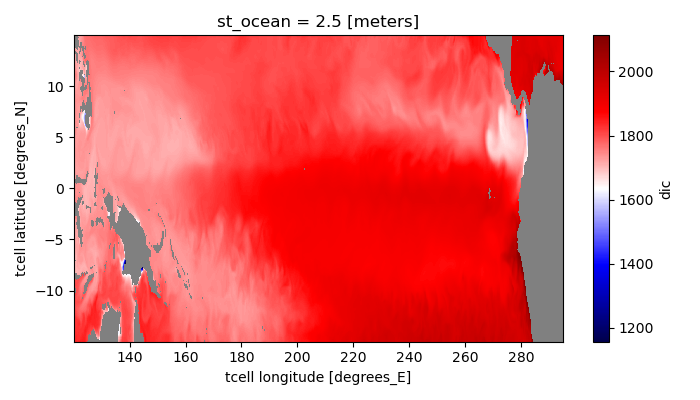 st_ocean = 2.5 [meters]
10
5
0
−5
−10
tcell latitude [degrees_N]
140 160 180 200 220 240 260 280
tcell longitude [degrees_E]
2000
1800
1600
1400
1200
dic